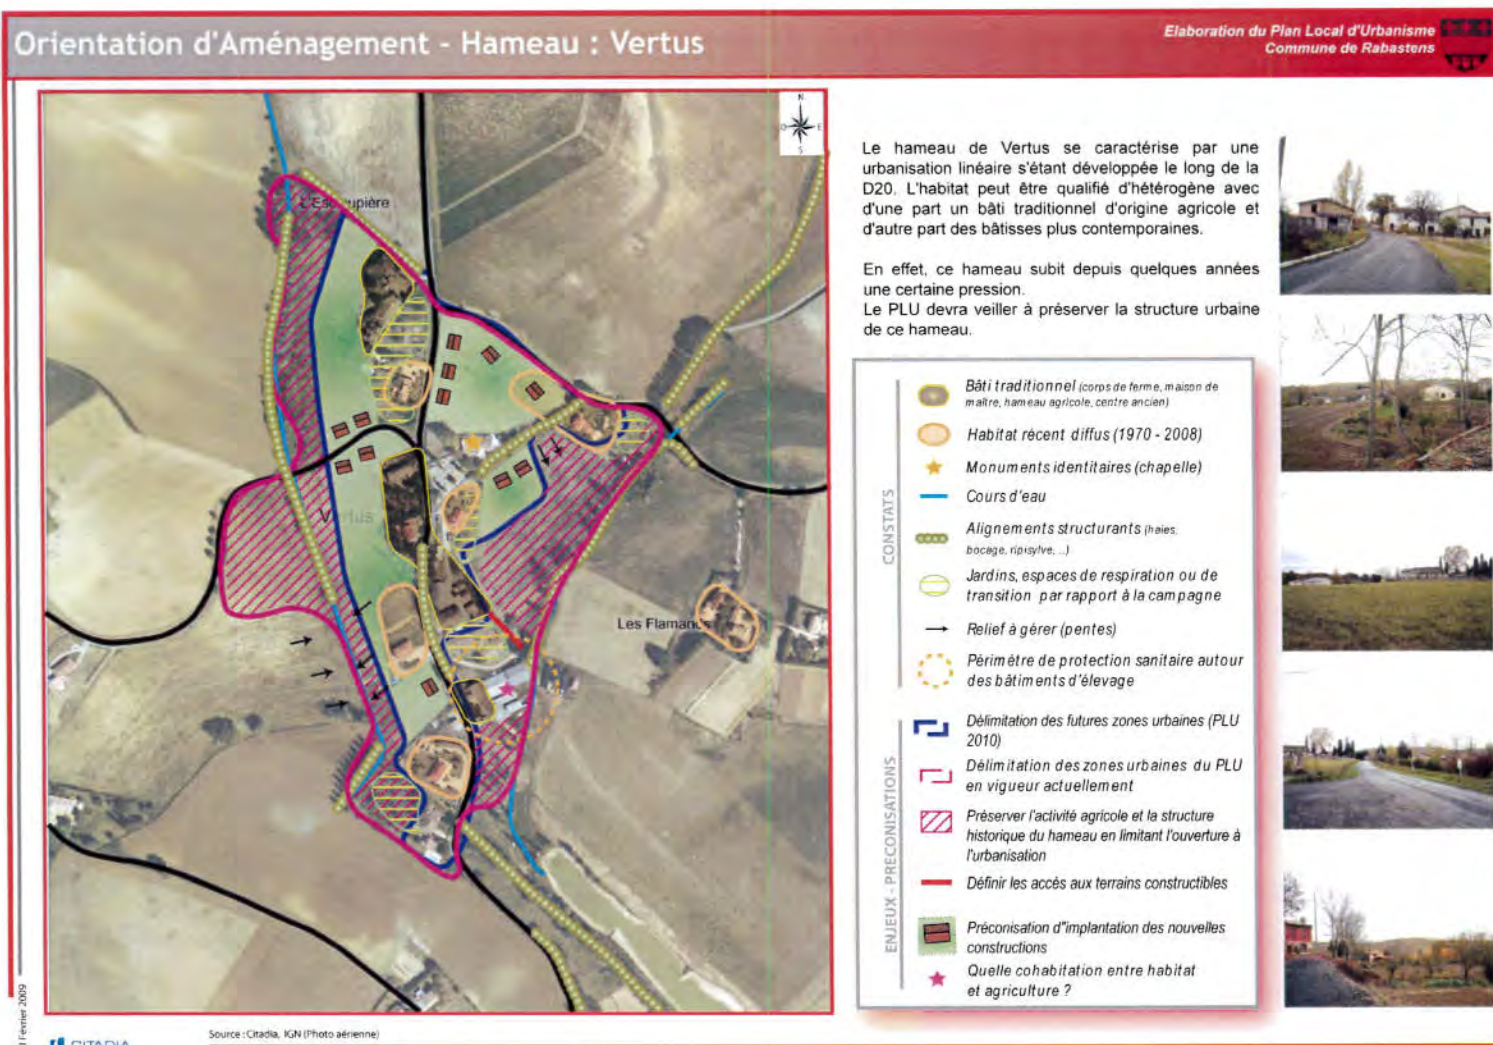 Orientation d'Aménagement - Hameau : Vertus
Elaboration du Plan Local d'Urbanisme
Commune de Rabastens
N
O
E
S
Vertus
Les Flamands
Le hameau de Vertus se caractérise par une
urbanisation linéaire s'étant développée le long de la
D20. L'habitat peut être qualifié d'hétérogène avec
d'une part un bâti traditionnel d'origine agricole et
d'autre part des bâtisses plus contemporaines.
En effet, ce hameau subit depuis quelques années
une certaine pression.
Le PLU devra veiller à préserver la structure urbaine
de ce hameau.
CONSTATS
Bâti traditionnel (corps de ferme, maison de
maître, hameau agricole, centre ancien)
Habitat récent diffus (1970 - 2008)
Monuments identitaires (chapelle)
Cours d'eau
Alignements structurants (haies,
bocage, ripisylve, ...)
Jardins, espaces de respiration ou de
transition par rapport à la campagne
Relief à gérer (pentes)
Périmètre de protection sanitaire autour
des bâtiments d'élevage
ENJEUX - PRECONISATIONS
Délimitation des futures zones urbaines (PLU
2010)
Délimitation des zones urbaines du PLU
en vigueur actuellement
Préserver l'activité agricole et la structure
historique du hameau en limitant l'ouverture à
l'urbanisation
Définir les accès aux terrains constructibles
Préconisation d"implantation des nouvelles
constructions
Quelle cohabitation entre habitat
et agriculture ?
Février 2009
CITADIA
Source : Citadia, IGN (Photo aérienne)